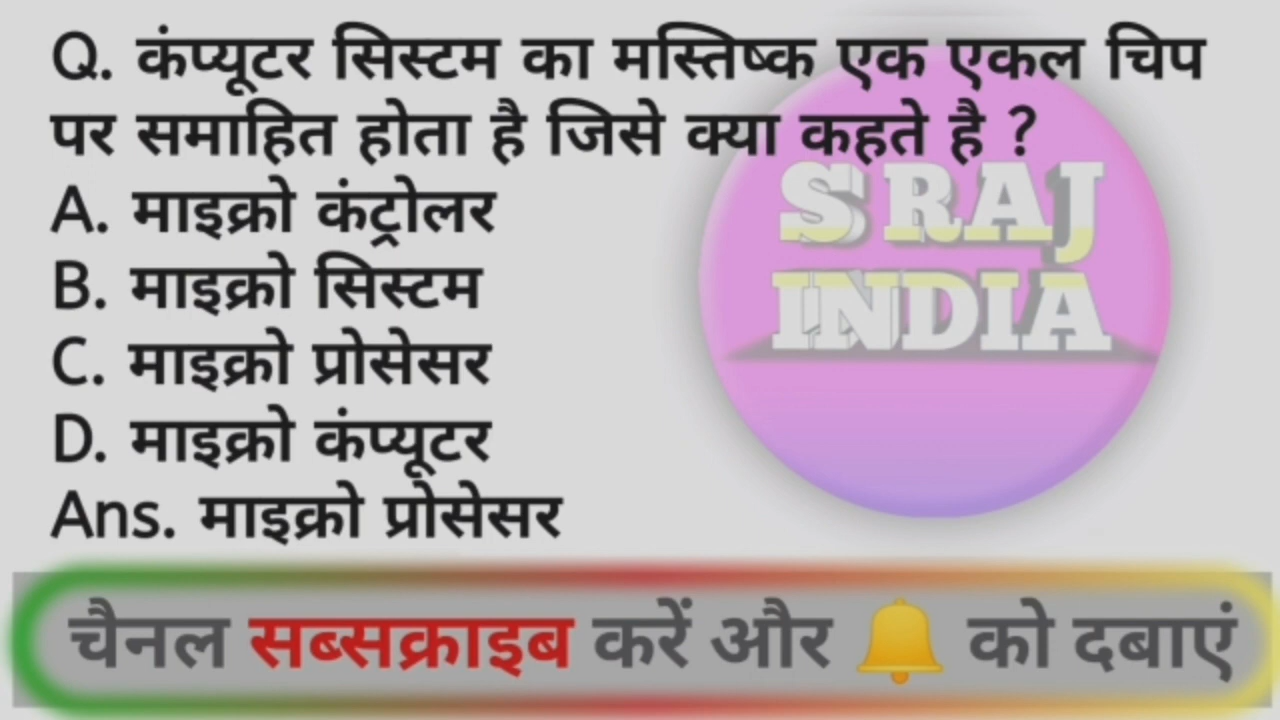 Q. कंप्यूटर सिस्टम का मस्तिष्क एक एकल चिप
पर समाहित होता है जिसे क्या कहते है ?
A. माइक्रो कंट्रोलर
B. माइक्रो सिस्टम
C. माइक्रो प्रोसेसर
D. माइक्रो कंप्यूटर
Ans. माइक्रो प्रोसेसर
S RAJ
INDIA
चैनल सब्सक्राइब करें और 🔔 को दबाएं